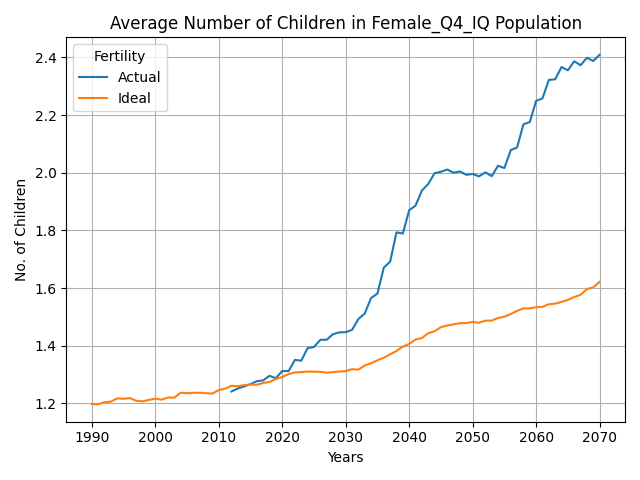 Average Number of Children in Female_Q4_IQ Population
Fertility
Actual
Ideal
No. of Children
2.4
2.2
2.0
1.8
1.6
1.4
1.2
1990 2000 2010 2020 2030 2040 2050 2060 2070
Years